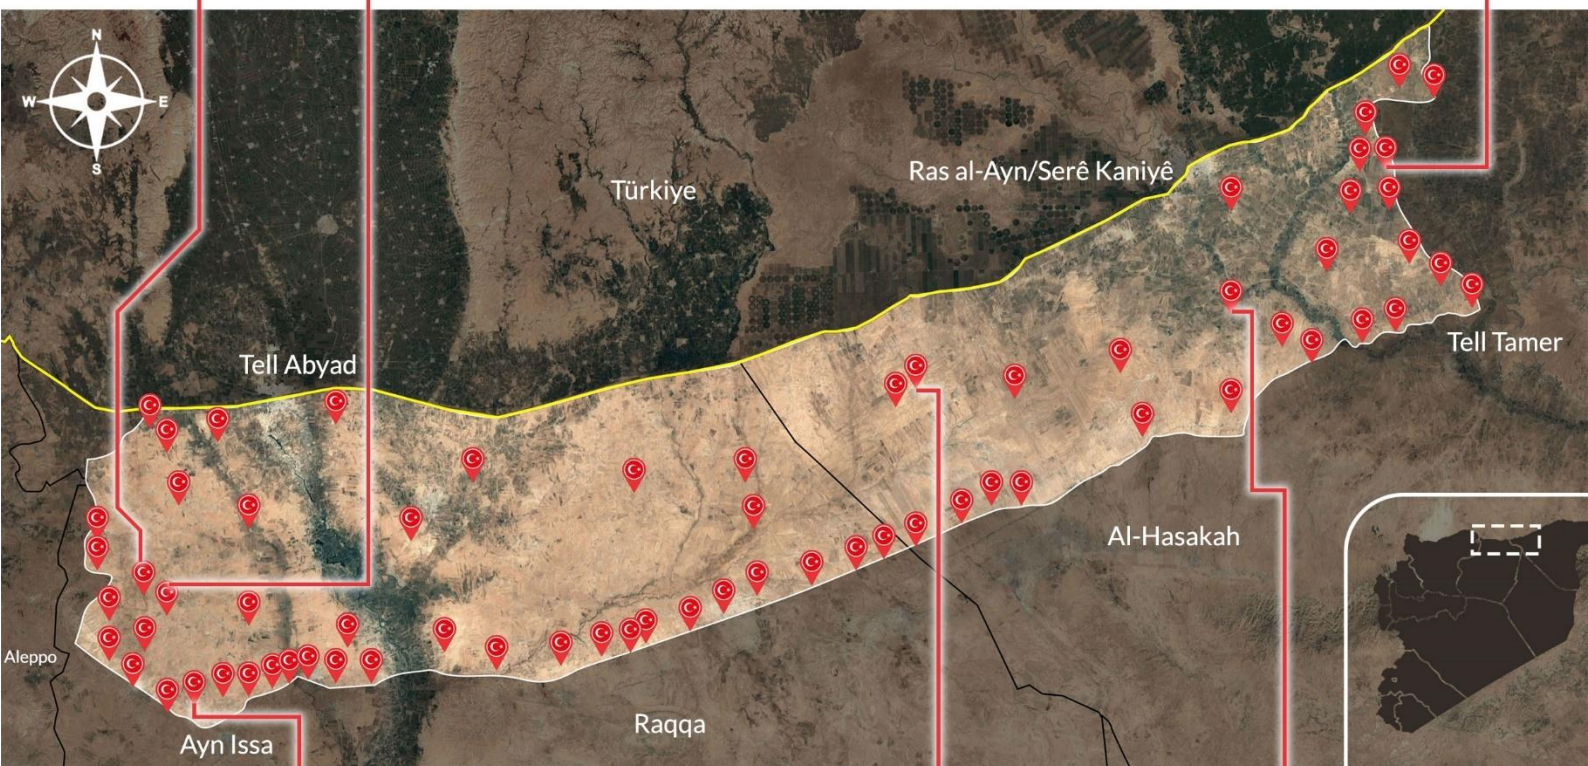 N
W E
S
Türkiye
Ras al-Ayn/Serê Kaniyê
Tell Abyad
Tell Tamer
Al-Hasakah
Aleppo
Raqqa
Ayn Issa